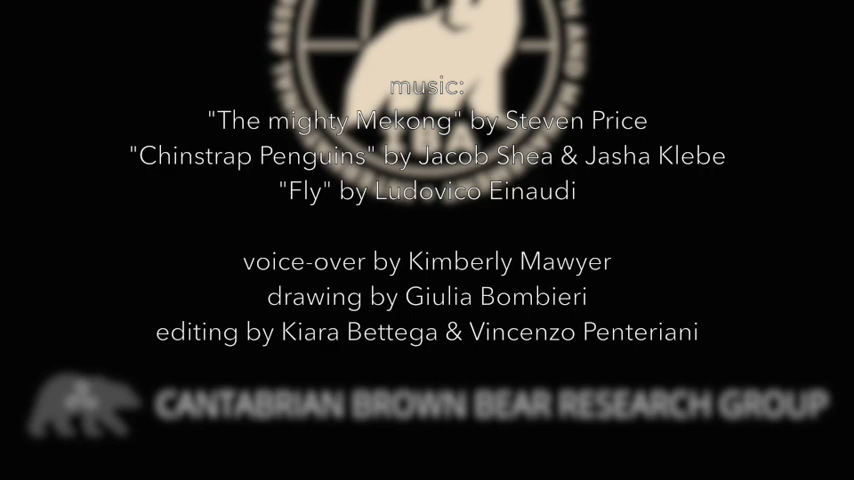 music:
"The mighty Mekong" by Steven Price
"Chinstrap Penguins" by Jacob Shea & Jasha Klebe
"Fly" by Ludovico Einaudi
voice-over by Kimberly Mawyer
drawing by Giulia Bombieri
editing by Kiara Bettega & Vincenzo Penteriani
CANTABRIAN BROWN BEAR RESEARCH GROUP